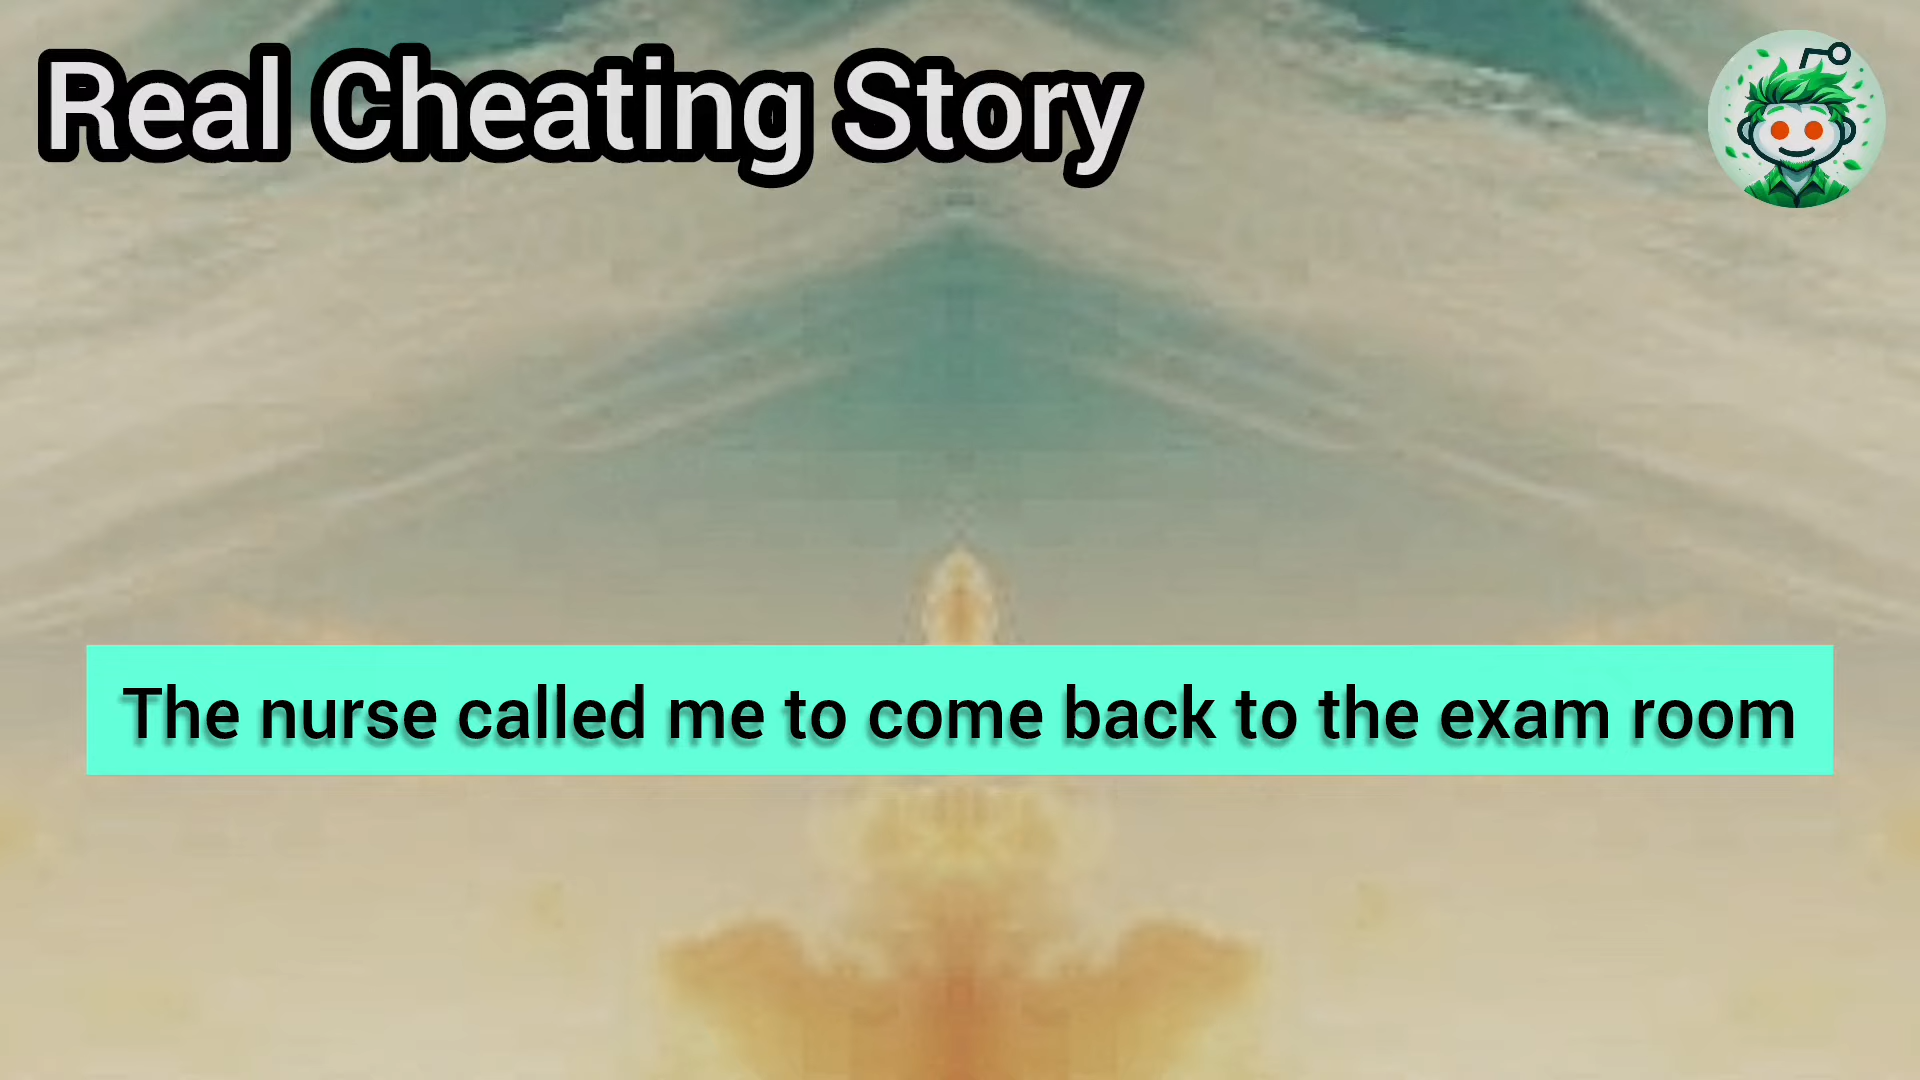 Real Cheating Story
The nurse called me to come back to the exam room